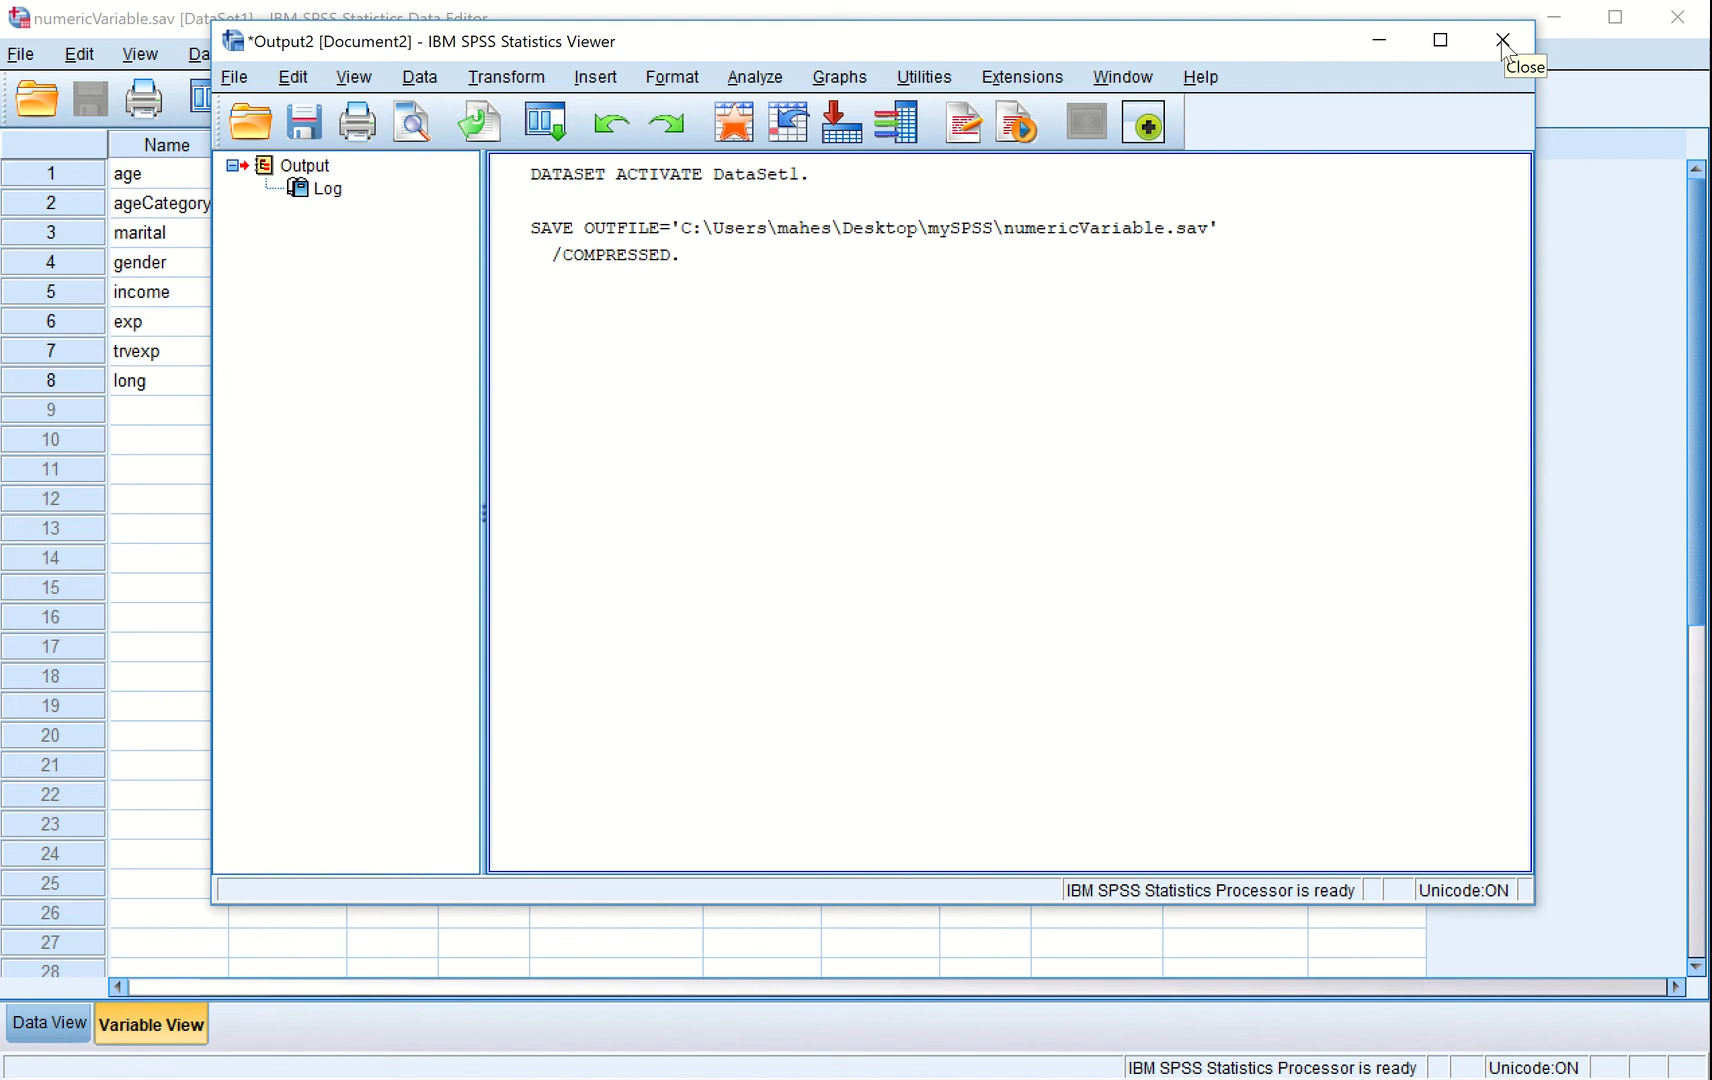 numericVariable.sav [DataSet1] - IBM SPSS Statistics Data Editor
File Edit View Da
*Output2 [Document2] - IBM SPSS Statistics Viewer
Close
File Edit View Data Transform Insert Format Analyze Graphs Utilities Extensions Window Help
Name
1 age
2 ageCategory
3 marital
4 gender
5 income
6 exp
7 trvexp
8 long
9
10
11
12
13
14
15
16
17
18
19
20
21
22
23
24
25
26
27
28
Output
Log
DATASET ACTIVATE DataSet1.
SAVE OUTFILE='C:\Users\mahes\Desktop\mySPSS\numericVariable.sav'
/COMPRESSED.
IBM SPSS Statistics Processor is ready Unicode:ON
Data View Variable View
IBM SPSS Statistics Processor is ready Unicode:ON